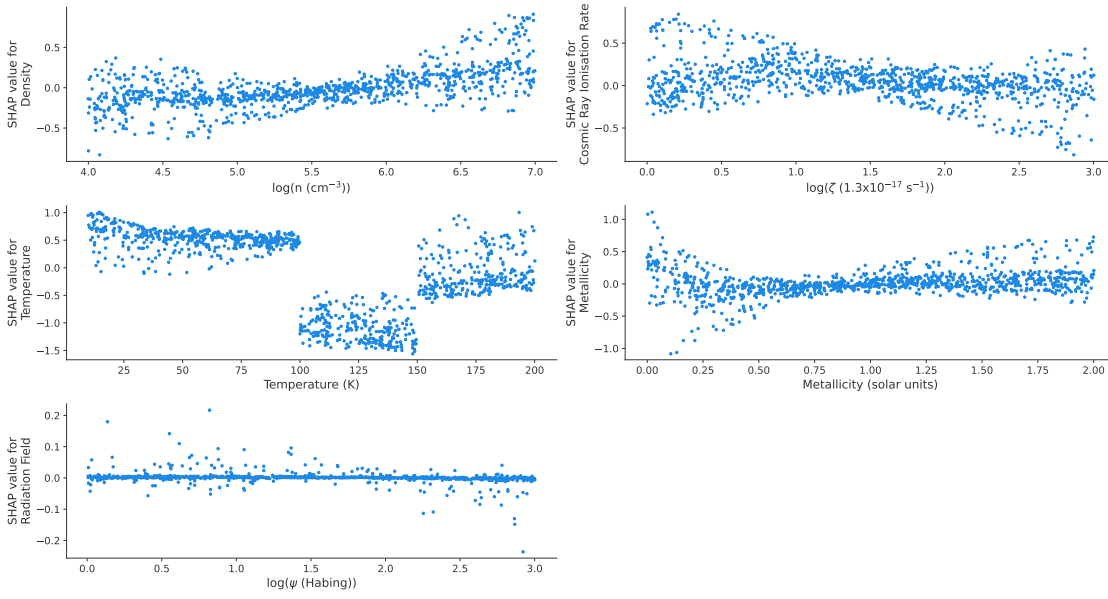 SHAP value for
Density
0.5
0.0
−0.5
4.0 4.5 5.0 5.5 6.0 6.5 7.0
log(n (cm⁻³))
SHAP value for
Cosmic Ray Ionisation Rate
0.5
0.0
−0.5
0.0 0.5 1.0 1.5 2.0 2.5 3.0
log(ζ (1.3x10⁻¹⁷ s⁻¹))
SHAP value for
Temperature
1.0
0.5
0.0
−0.5
−1.0
−1.5
25 50 75 100 125 150 175 200
Temperature (K)
SHAP value for
Metallicity
1.0
0.5
0.0
−0.5
−1.0
0.00 0.25 0.50 0.75 1.00 1.25 1.50 1.75 2.00
Metallicity (solar units)
SHAP value for
Radiation Field
0.2
0.1
0.0
−0.1
−0.2
0.0 0.5 1.0 1.5 2.0 2.5 3.0
log(ψ (Habing))